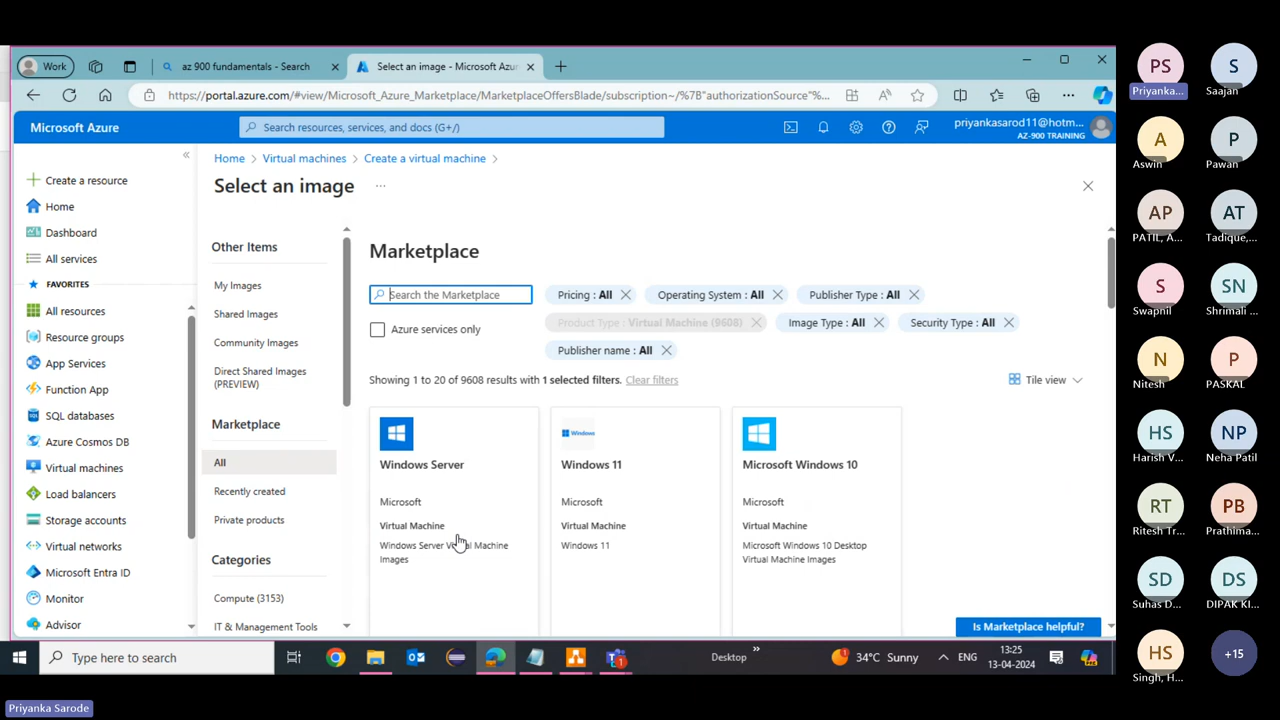 Work
az 900 fundamentals - Search
Select an image - Microsoft Azur
https://portal.azure.com/#view/Microsoft_Azure_Marketplace/MarketplaceOffersBlade/subscription~/%7B"authorizationSource"%...
Microsoft Azure
Search resources, services, and docs (G+/)
priyankasarod11@hotm...
AZ-900 TRAINING
Create a resource
Home
Dashboard
All services
FAVORITES
All resources
Resource groups
App Services
Function App
SQL databases
Azure Cosmos DB
Virtual machines
Load balancers
Storage accounts
Virtual networks
Microsoft Entra ID
Monitor
Advisor
Home > Virtual machines > Create a virtual machine >
Select an image ...
Other Items
My Images
Shared Images
Community Images
Direct Shared Images
(PREVIEW)
Marketplace
All
Recently created
Private products
Categories
Compute (3153)
IT & Management Tools
Marketplace
Search the Marketplace
Pricing : All
Operating System : All
Publisher Type : All
Azure services only
Product Type : Virtual Machine (9608)
Image Type : All
Security Type : All
Publisher name : All
Showing 1 to 20 of 9608 results with 1 selected filters. Clear filters
Tile view
Windows Server
Microsoft
Virtual Machine
Windows Server Virtual Machine
Images
Windows
Windows 11
Microsoft
Virtual Machine
Windows 11
Microsoft Windows 10
Microsoft
Virtual Machine
Microsoft Windows 10 Desktop
Virtual Machine Images
Is Marketplace helpful?
Type here to search
1
Desktop
34°C Sunny
ENG
13:25
13-04-2024
PS
Priyanka...
S
Saajan
A
Aswin
P
Pawan
AP
PATIL, A...
AT
Tadique,...
S
Swapnil
SN
Shrimali ...
N
Nitesh
P
PASKAL
HS
Harish V...
NP
Neha Patil
RT
Ritesh Tr...
PB
Prathima...
SD
Suhas D...
DS
DIPAK KI...
HS
Singh, H...
+15
Priyanka Sarode